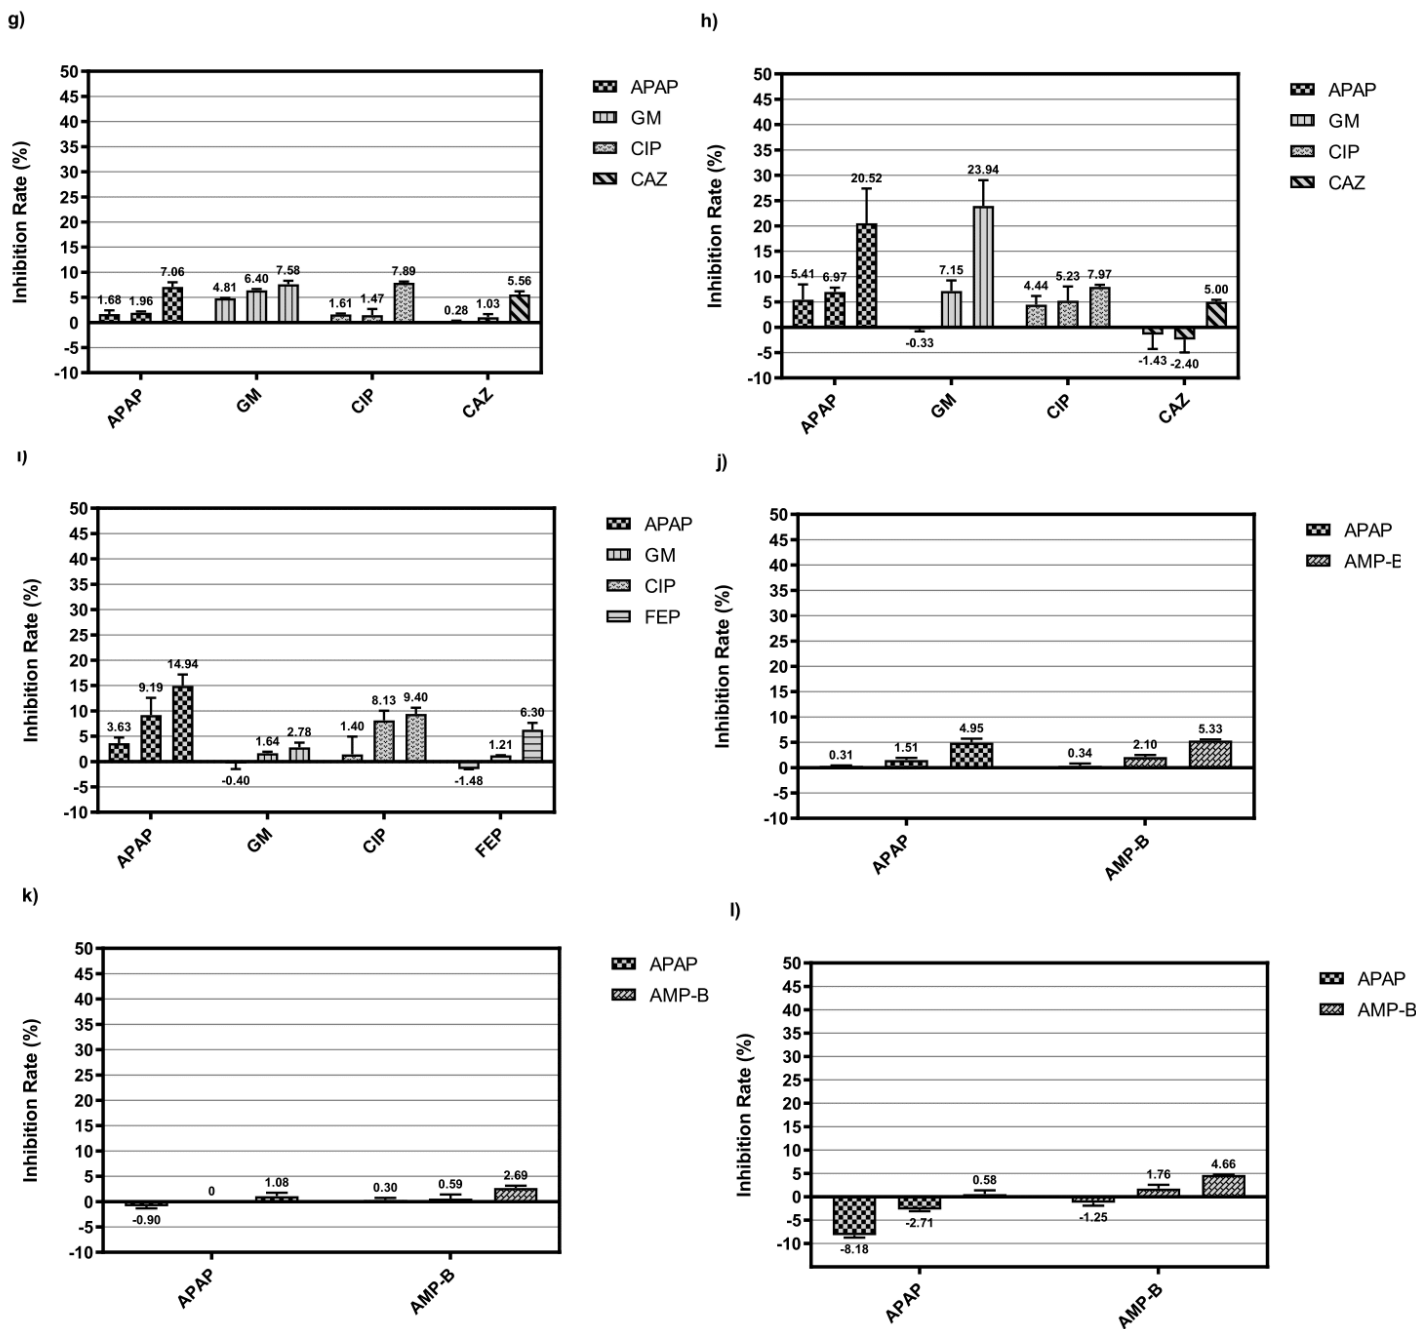 g)
50
45
40
35
30
25
20
15
10
5
0
-5
-10
Inhibition Rate (%)
1.68
1.96
7.06
4.81
6.40
7.58
1.61
1.47
7.89
0.28
1.03
5.56
APAP
GM
CIP
CAZ
APAP
GM
CIP
CAZ
h)
50
45
40
35
30
25
20
15
10
5
0
-5
-10
Inhibition Rate (%)
5.41
6.97
20.52
-0.33
7.15
23.94
4.44
5.23
7.97
-1.43
-2.40
5.00
APAP
GM
CIP
CAZ
APAP
GM
CIP
CAZ
ı)
50
45
40
35
30
25
20
15
10
5
0
-5
-10
Inhibition Rate (%)
3.63
9.19
14.94
-0.40
1.64
2.78
1.40
8.13
9.40
-1.48
1.21
6.30
APAP
GM
CIP
FEP
APAP
GM
CIP
FEP
j)
50
45
40
35
30
25
20
15
10
5
0
-5
-10
Inhibition Rate (%)
0.31
1.51
4.95
0.34
2.10
5.33
APAP
AMP-B
APAP
AMP-B
k)
50
45
40
35
30
25
20
15
10
5
0
-5
-10
Inhibition Rate (%)
-0.90
0
1.08
0.30
0.59
2.69
APAP
AMP-B
APAP
AMP-B
l)
50
45
40
35
30
25
20
15
10
5
0
-5
-10
Inhibition Rate (%)
-8.18
-2.71
0.58
-1.25
1.76
4.66
APAP
AMP-B
APAP
AMP-B